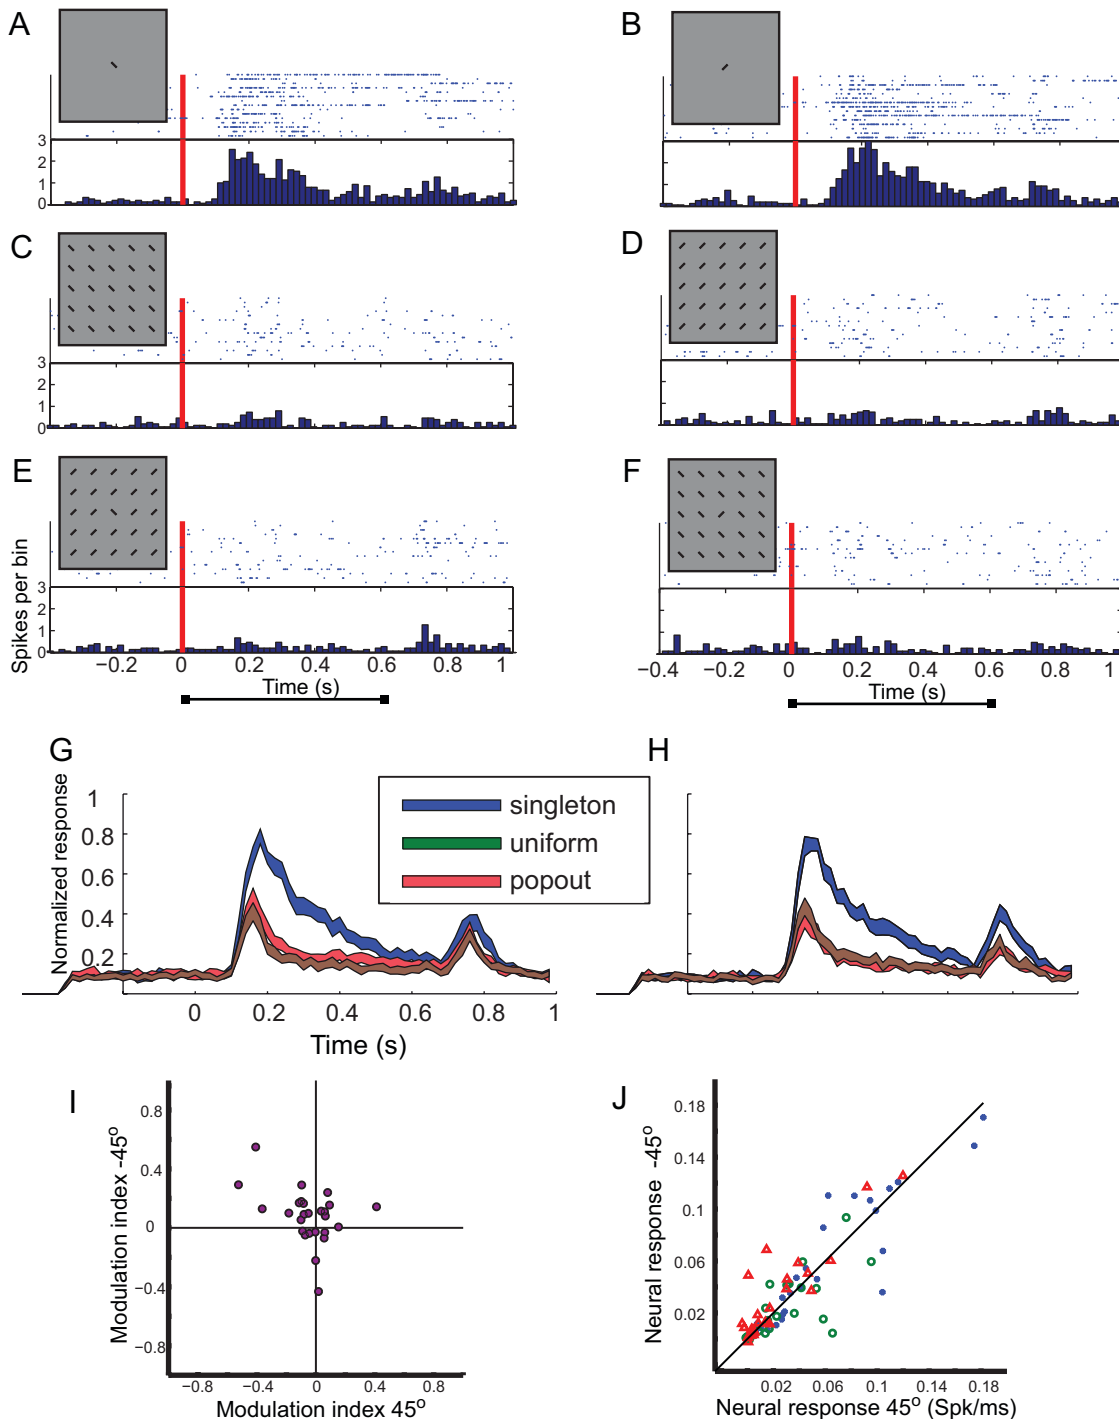 A
B
3
2
1
0
C
D
3
2
1
0
E
F
Spikes per bin
3
2
1
0
−0.2 0 0.2 0.4 0.6 0.8 1
Time (s)
−0.4 −0.2 0 0.2 0.4 0.6 0.8 1
Time (s)
G
H
Normalized response
1
0.8
0.6
0.4
0.2
singleton
uniform
popout
0 0.2 0.4 0.6 0.8 1
Time (s)
I
Modulation index -45°
0.8
0.4
0
−0.4
−0.8
−0.8 −0.4 0 0.4 0.8
Modulation index 45°
J
Neural response -45°
0.18
0.14
0.1
0.06
0.02
0.02 0.06 0.1 0.14 0.18
Neural response 45° (Spk/ms)